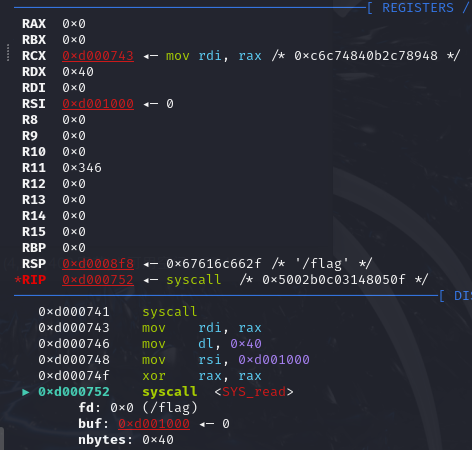 [ REGISTERS /
RAX 0×0
RBX 0×0
RCX 0×d000743 ◂— mov rdi, rax /* 0×c6c74840b2c78948 */
RDX 0×40
RDI 0×0
RSI 0×d001000 ◂— 0
R8 0×0
R9 0×0
R10 0×0
R11 0×346
R12 0×0
R13 0×0
R14 0×0
R15 0×0
RBP 0×0
RSP 0×d0008f8 ◂— 0×67616c662f /* '/flag' */
*RIP 0×d000752 ◂— syscall /* 0×5002b0c03148050f */
[ DI
0×d000741 syscall
0×d000743 mov rdi, rax
0×d000746 mov dl, 0×40
0×d000748 mov rsi, 0×d001000
0×d00074f xor rax, rax
► 0×d000752 syscall <SYS_read>
fd: 0×0 (/flag)
buf: 0×d001000 ◂— 0
nbytes: 0×40